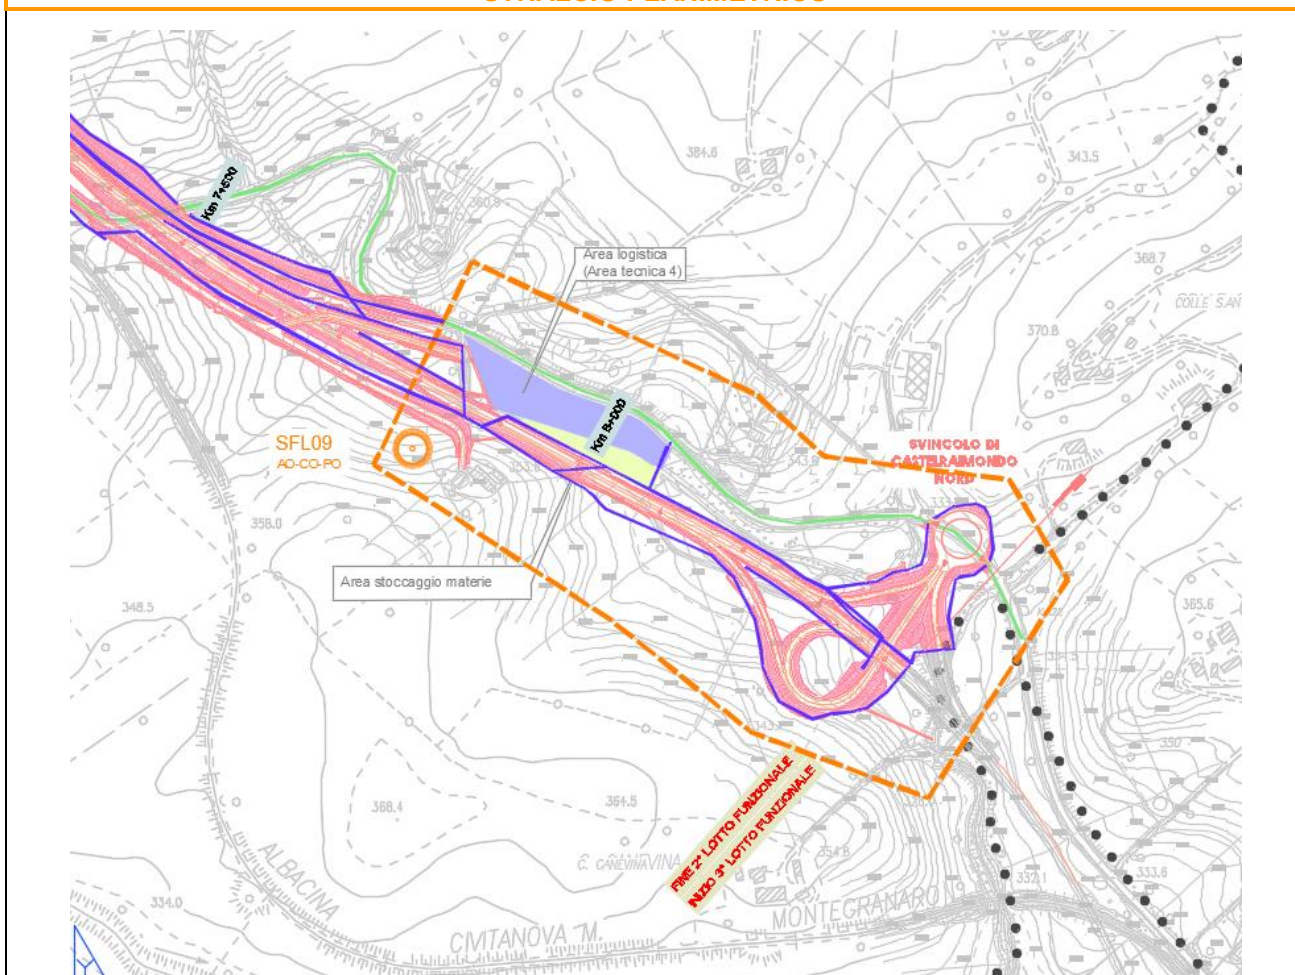 STRALCIO PLANIMETRICO
384.6
343.5
Km 7+500
360.8
Area logistica
(Area tecnica 4)
368.7
COLLE SAN
370.8
Km 8+000
SFL09
AO-CO-PO
SVINCOLO DI
CASTELRAIMONDO
NORD
358.0
Area stoccaggio materie
348.5
365.6
350
FINE 2° LOTTO FUNZIONALE
INIZIO 3° LOTTO FUNZIONALE
368.4
364.5
C. CANEVINA
354.8
ALBACINA
334.0
333.6
MONTEGRANARO
CIVITANOVA M.